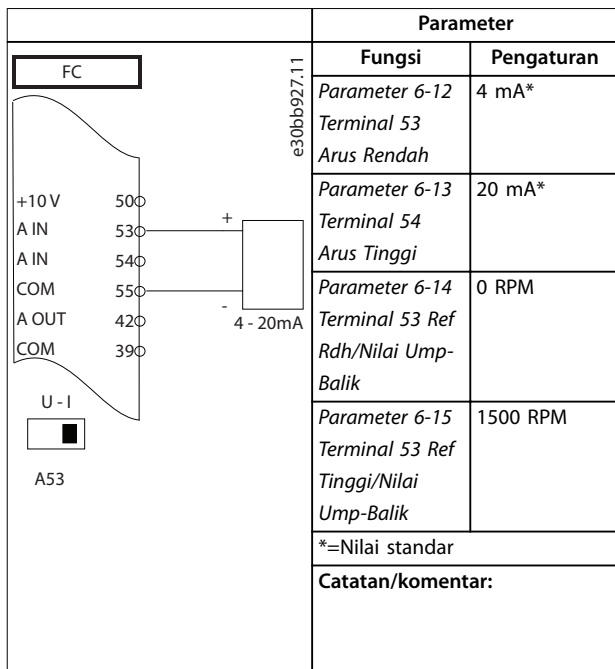 Parameter
Fungsi Pengaturan
FC
e30bb927.11
+10 V 50
A IN 53
A IN 54
COM 55
A OUT 42
COM 39
+
-
4 - 20mA
U - I
A53
Parameter 6-12 4 mA*
Terminal 53
Arus Rendah
Parameter 6-13 20 mA*
Terminal 54
Arus Tinggi
Parameter 6-14 0 RPM
Terminal 53 Ref
Rdh/Nilai Ump-
Balik
Parameter 6-15 1500 RPM
Terminal 53 Ref
Tinggi/Nilai
Ump-Balik
*=Nilai standar
Catatan/komentar: